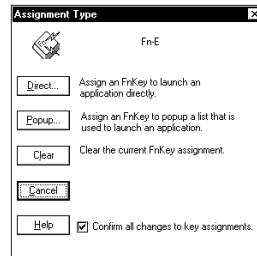 Assignment Type
Fn-E
Direct...
Assign an FnKey to launch an
application directly.
Popup...
Assign an FnKey to popup a list that is
used to launch an application.
Clear
Clear the current FnKey assignment.
Cancel
Help
Confirm all changes to key assignments.